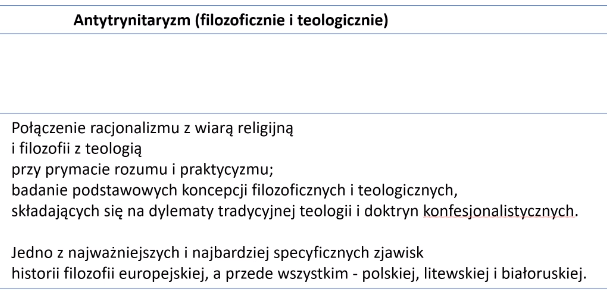 Antytrynitaryzm (filozoficznie i teologicznie)
Połączenie racjonalizmu z wiarą religijną
i filozofii z teologią
przy prymacie rozumu i praktycyzmu;
badanie podstawowych koncepcji filozoficznych i teologicznych,
składających się na dylematy tradycyjnej teologii i doktryn konfesjonalistycznych.
Jedno z najważniejszych i najbardziej specyficznych zjawisk
historii filozofii europejskiej, a przede wszystkim - polskiej, litewskiej i białoruskiej.